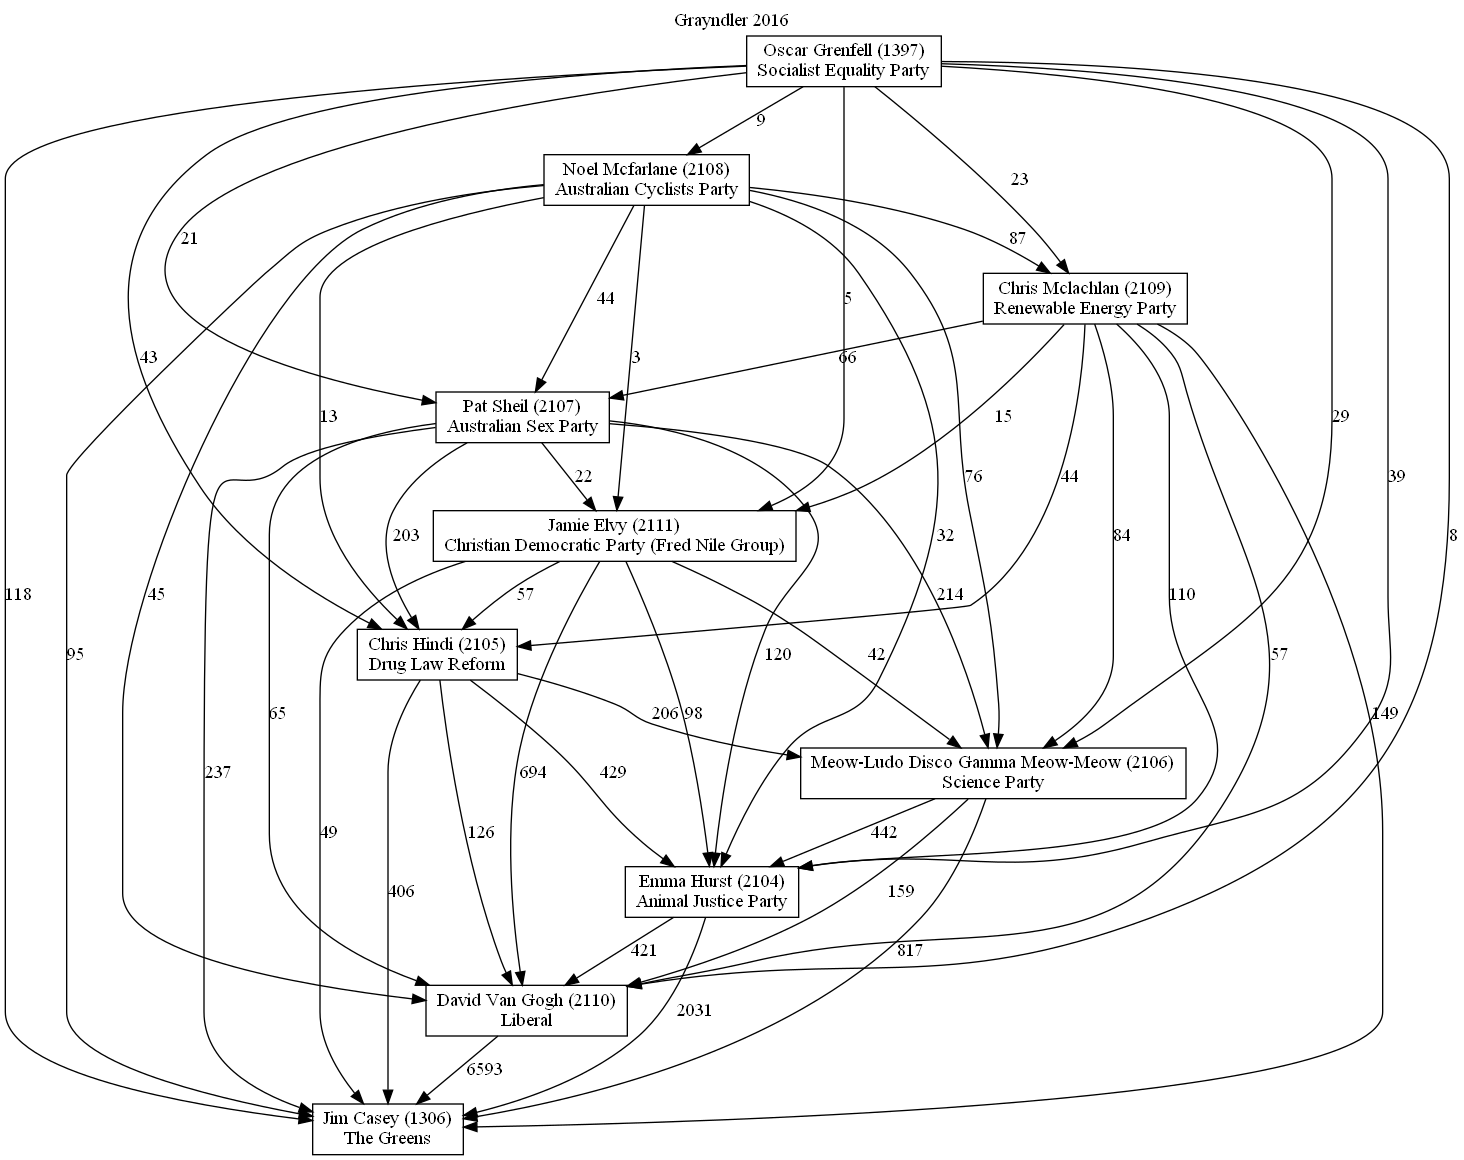 Grayndler 2016
Oscar Grenfell (1397)
Socialist Equality Party
9
Noel Mcfarlane (2108)
Australian Cyclists Party
23
21
87
Chris Mclachlan (2109)
Renewable Energy Party
44
5
43
3
66
Pat Sheil (2107)
Australian Sex Party
13
15
29
22
76
44
39
Jamie Elvy (2111)
Christian Democratic Party (Fred Nile Group)
203
32
84
8
118
45
57
214
110
Chris Hindi (2105)
Drug Law Reform
95
120
42
57
65
206
98
149
Meow-Ludo Disco Gamma Meow-Meow (2106)
Science Party
237
694
429
49
126
442
Emma Hurst (2104)
Animal Justice Party
406
159
421
817
David Van Gogh (2110)
Liberal
2031
6593
Jim Casey (1306)
The Greens